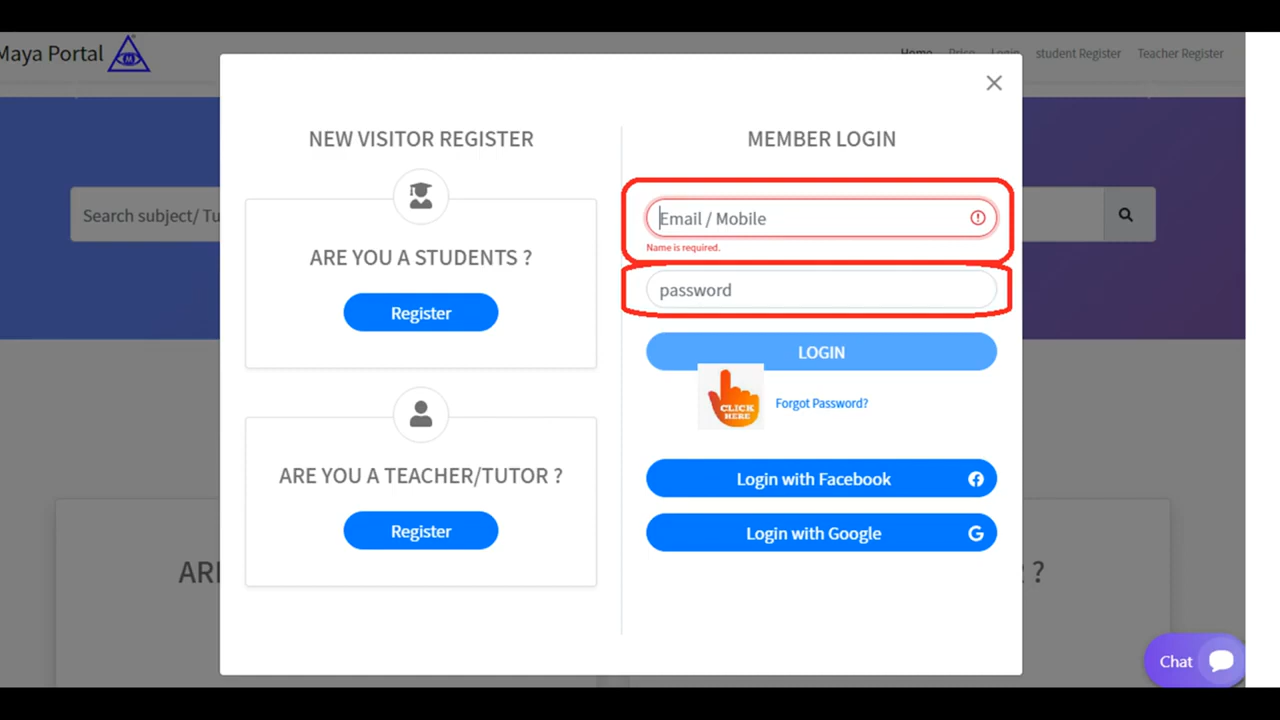 Maya Portal
M
Home Price Login student Register Teacher Register
Search subject/ Tu
NEW VISITOR REGISTER
ARE YOU A STUDENTS ?
Register
ARE YOU A TEACHER/TUTOR ?
Register
MEMBER LOGIN
Email / Mobile
Name is required.
password
LOGIN
CLICK
HERE
Forgot Password?
Login with Facebook
Login with Google
G
?
Chat